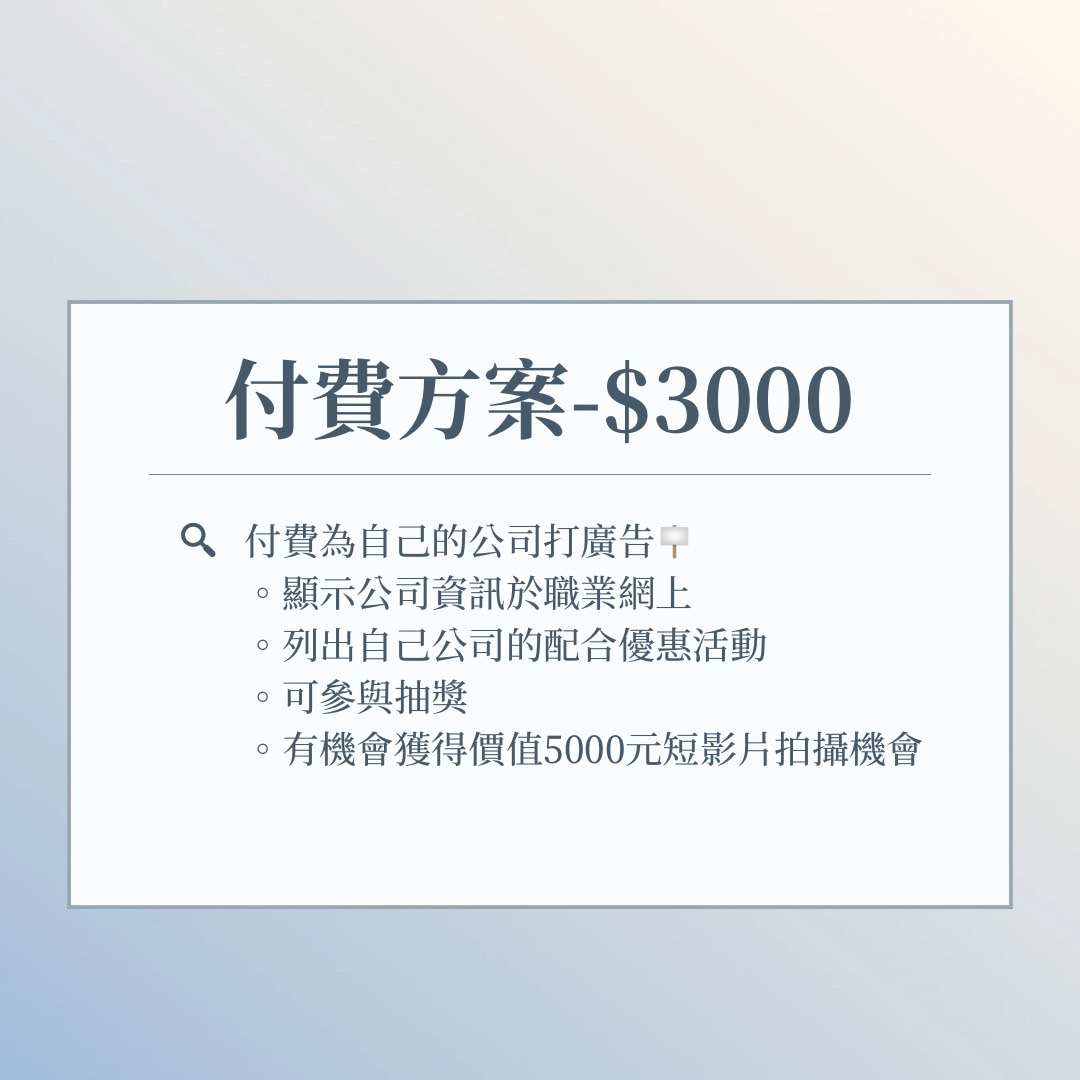 付費方案-$3000
付費為自己的公司打廣告
顯示公司資訊於職業網上
列出自己公司的配合優惠活動
可參與抽獎
有機會獲得價值5000元短影片拍攝機會